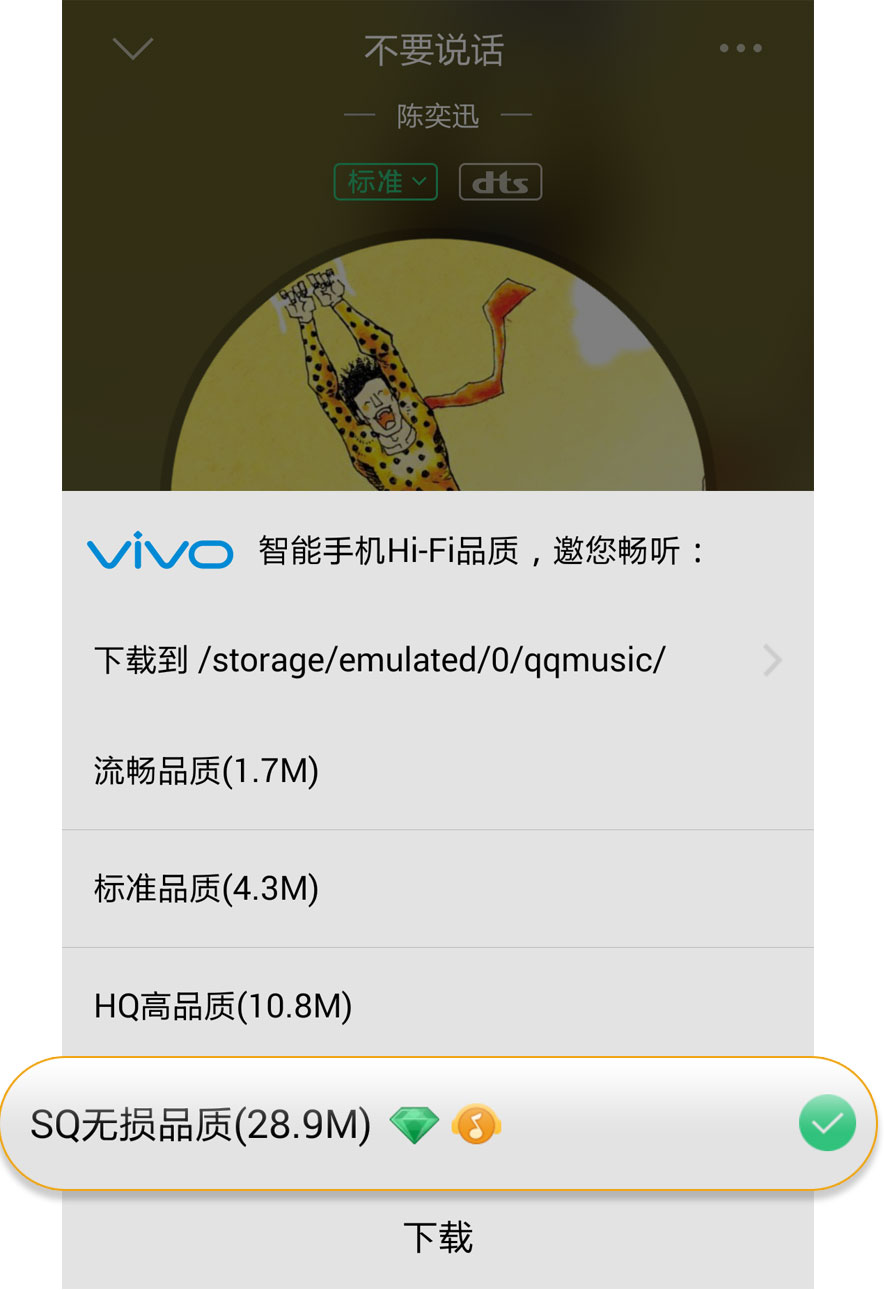 不要说话
— 陈奕迅 —
标准 dts
vivo 智能手机Hi-Fi品质，邀您畅听：
下载到 /storage/emulated/0/qqmusic/
流畅品质(1.7M)
标准品质(4.3M)
HQ高品质(10.8M)
SQ无损品质(28.9M)
下载